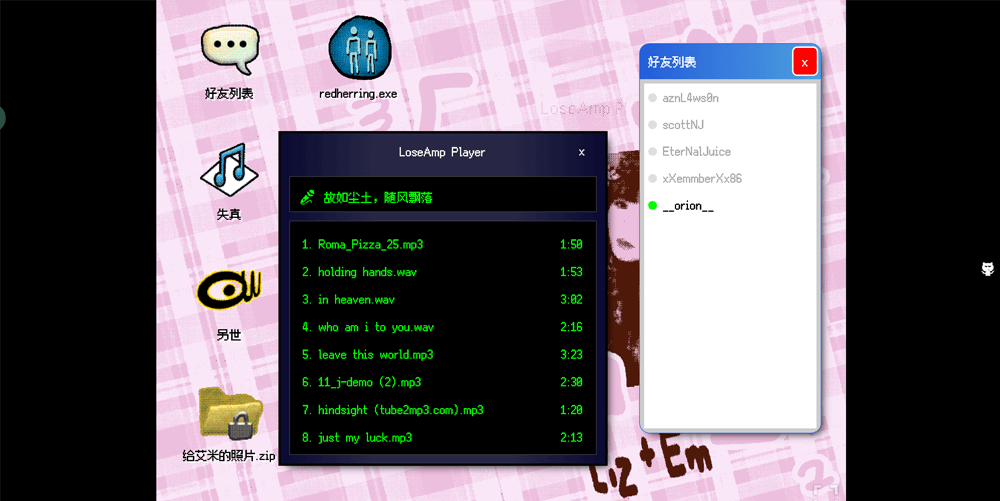 好友列表
redherring.exe
失真
另世
给艾米的照片.zip
LoseAmp P
LoseAmp Player
x
故如尘土，随风飘落
1. Roma_Pizza_25.mp3 1:50
2. holding hands.wav 1:53
3. in heaven.wav 3:02
4. who am i to you.wav 2:16
5. leave this world.mp3 3:23
6. 11_j-demo (2).mp3 2:30
7. hindsight (tube2mp3.com).mp3 1:20
8. just my luck.mp3 2:13
好友列表
x
aznL4ws0n
scottNJ
EterNalJuice
xXemmberXx86
__orion__
Liz + Em